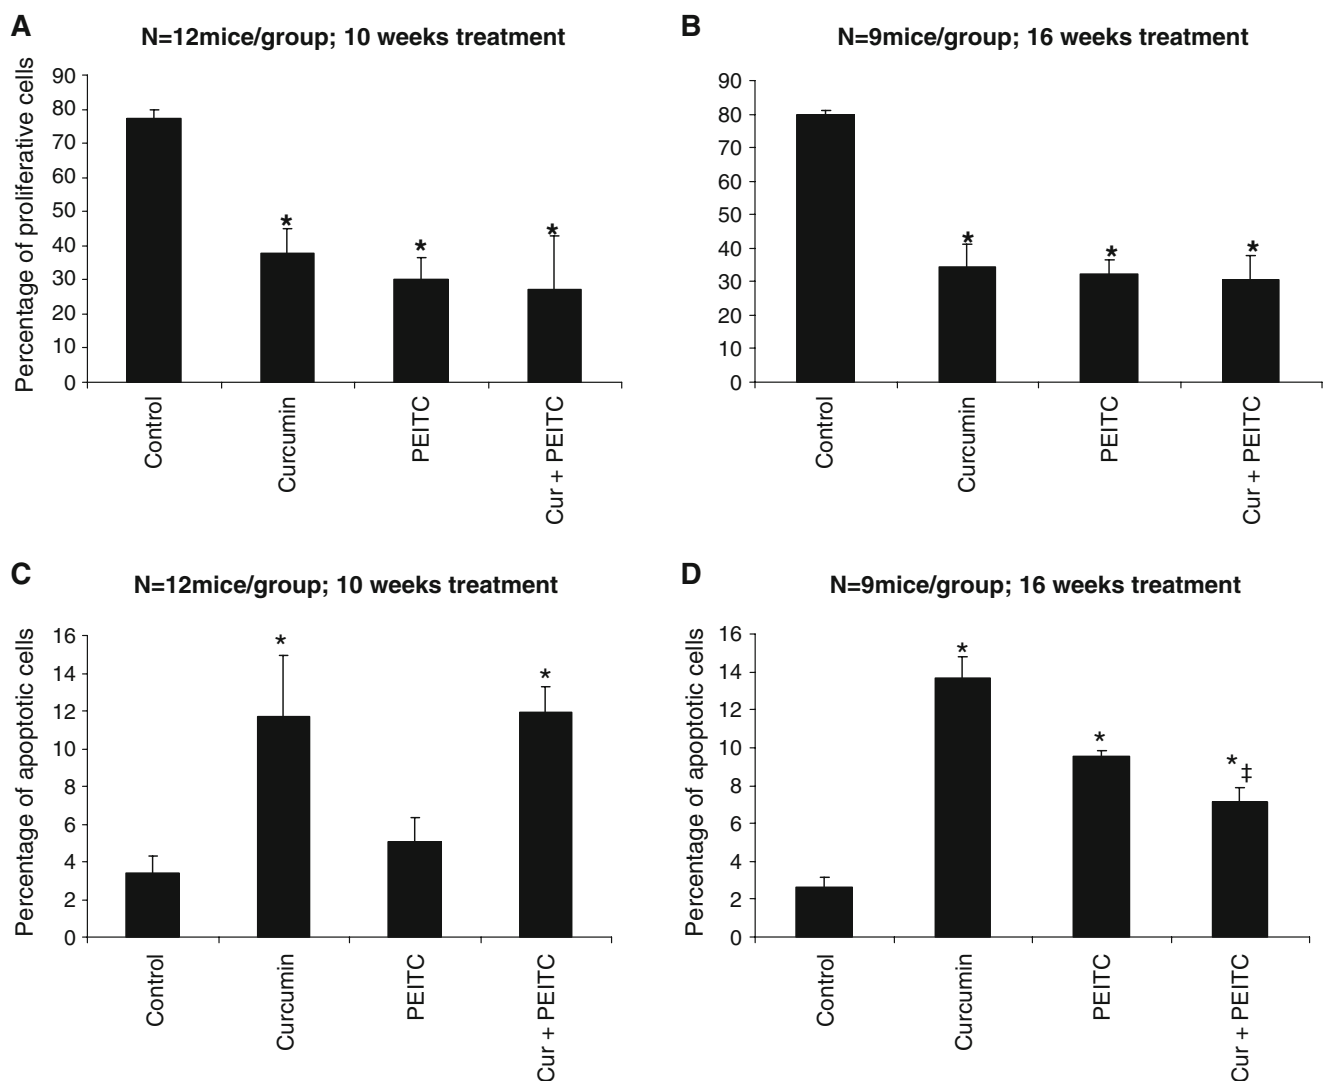 A
N=12mice/group; 10 weeks treatment
Percentage of proliferative cells
90
80
70
60
50
40
30
20
10
0
*
*
*
Control
Curcumin
PEITC
Cur + PEITC
B
N=9mice/group; 16 weeks treatment
90
80
70
60
50
40
30
20
10
0
*
*
*
Control
Curcumin
PEITC
Cur + PEITC
C
N=12mice/group; 10 weeks treatment
Percentage of apoptotic cells
16
14
12
10
8
6
4
2
0
*
*
Control
Curcumin
PEITC
Cur + PEITC
D
N=9mice/group; 16 weeks treatment
Percentage of apoptotic cells
16
14
12
10
8
6
4
2
0
*
*
* ‡
Control
Curcumin
PEITC
Cur + PEITC